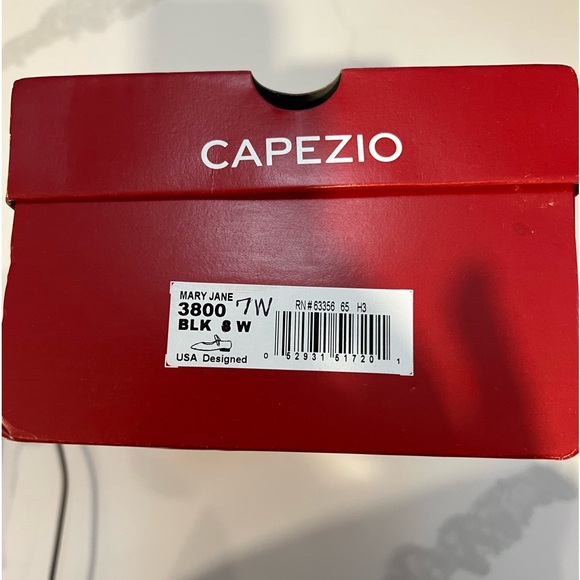 CAPEZIO
MARY JANE
3800 7W
BLK 8 W
USA Designed
RN# 63356 65 H3
0 52931 51720 1